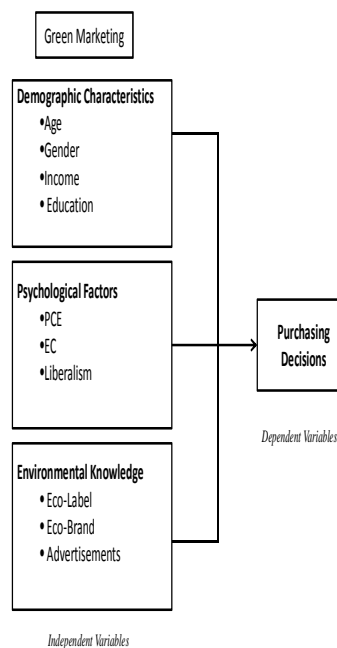 Green Marketing
Demographic Characteristics
•Age
•Gender
•Income
• Education
Psychological Factors
•PCE
•EC
•Liberalism
Purchasing
Decisions
Dependent Variables
Environmental Knowledge
• Eco-Label
• Eco-Brand
• Advertisements
Independent Variables